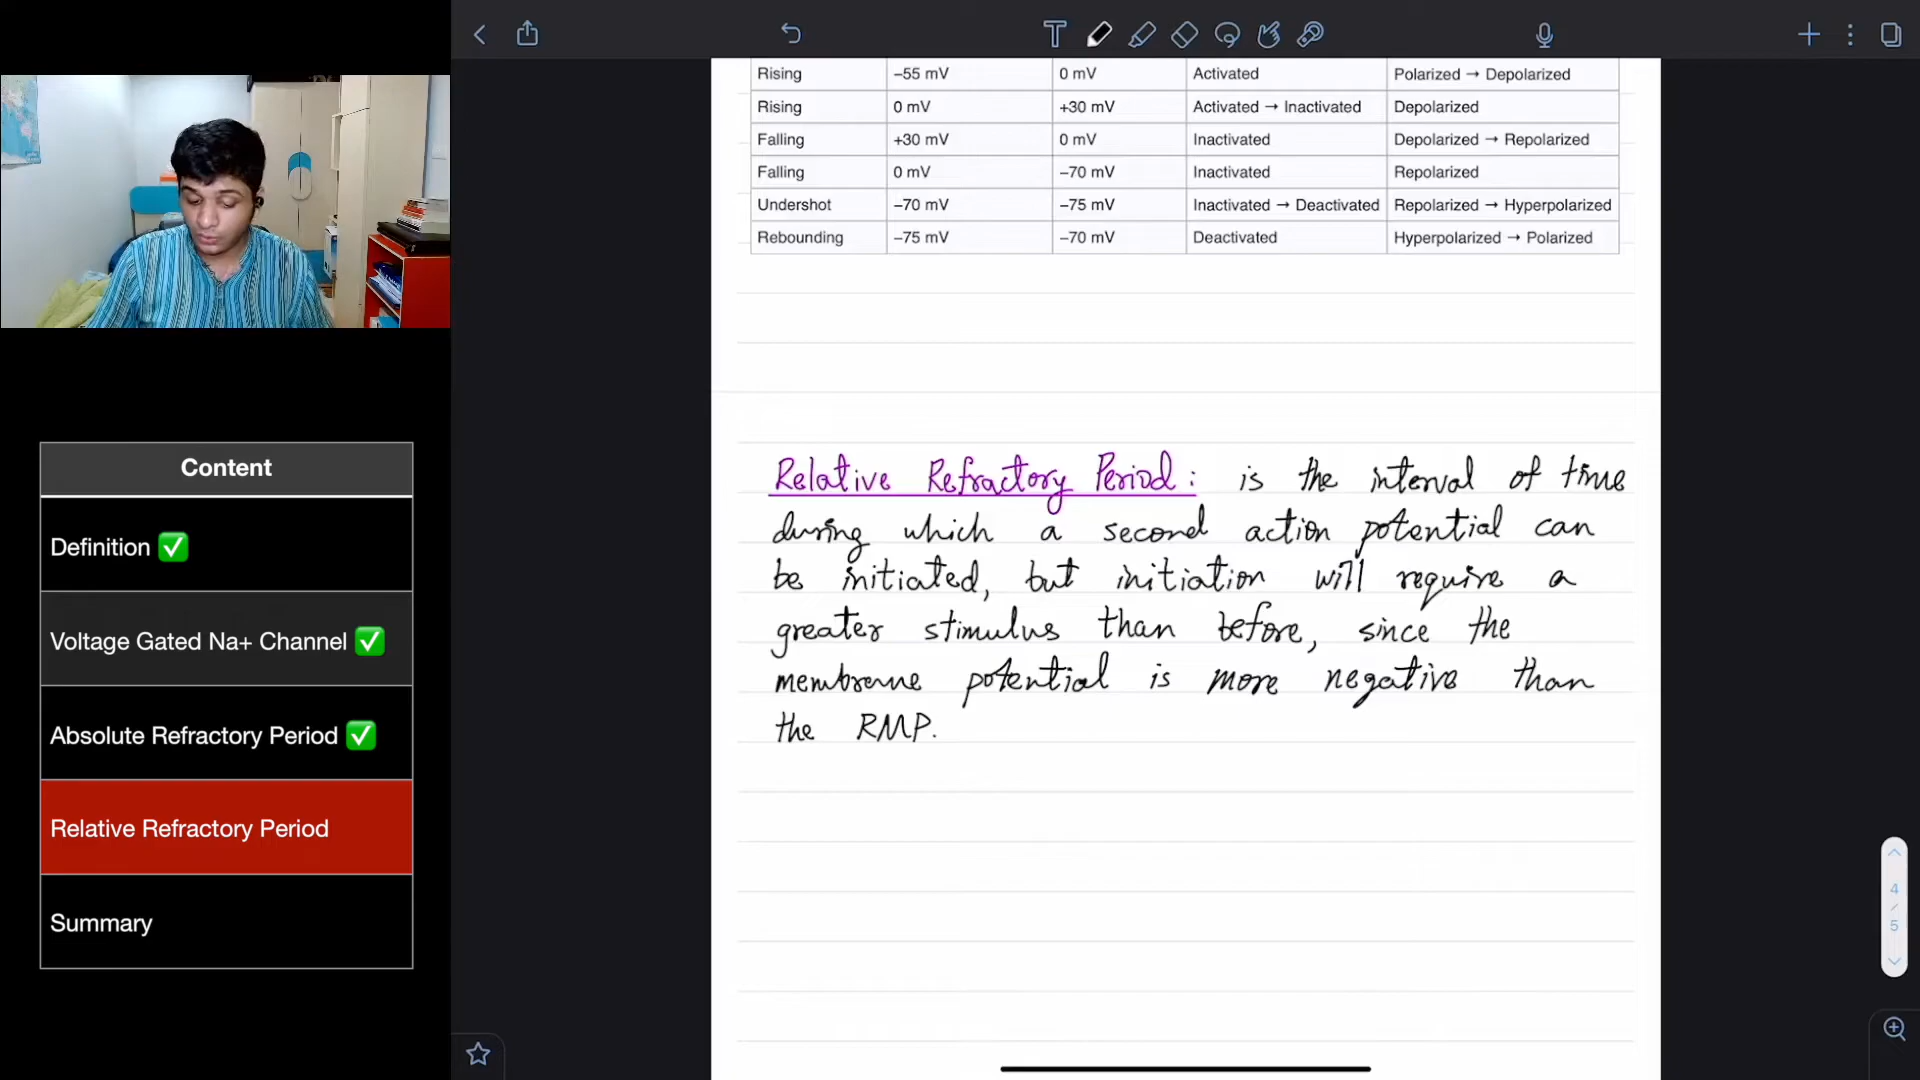 Rising –55 mV 0 mV Activated Polarized → Depolarized
Rising 0 mV +30 mV Activated → Inactivated Depolarized
Falling +30 mV 0 mV Inactivated Depolarized → Repolarized
Falling 0 mV –70 mV Inactivated Repolarized
Undershot –70 mV –75 mV Inactivated → Deactivated Repolarized → Hyperpolarized
Rebounding –75 mV –70 mV Deactivated Hyperpolarized → Polarized
Content
Definition ✅
Voltage Gated Na+ Channel ✅
Absolute Refractory Period ✅
Relative Refractory Period
Summary
Relative Refractory Period: is the interval of time
during which a second action potential can
be initiated, but initiation will require a
greater stimulus than before, since the
membrane potential is more negative than
the RMP.
4
/
5